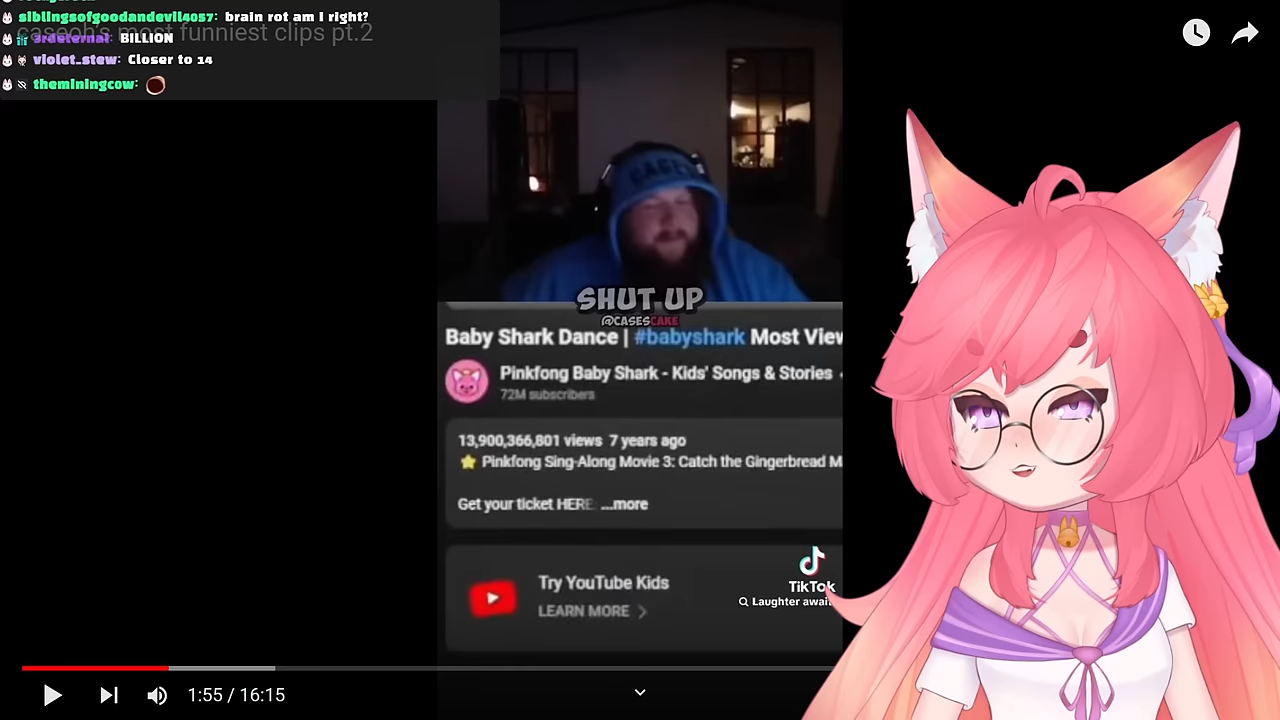 siblingsofgoodandevil4057: brain rot am I right?
caseoh's most funniest clips pt.2
3rdeternal: BILLION
violet_stew: Closer to 14
theminingcow:
SHUT UP
@CASESCAKE
Baby Shark Dance | #babyshark Most View
Pinkfong Baby Shark - Kids' Songs & Stories
72M subscribers
13,900,366,801 views 7 years ago
Pinkfong Sing-Along Movie 3: Catch the Gingerbread M
Get your ticket HERE: ...more
Try YouTube Kids
LEARN MORE
TikTok
Laughter await
1:55 / 16:15